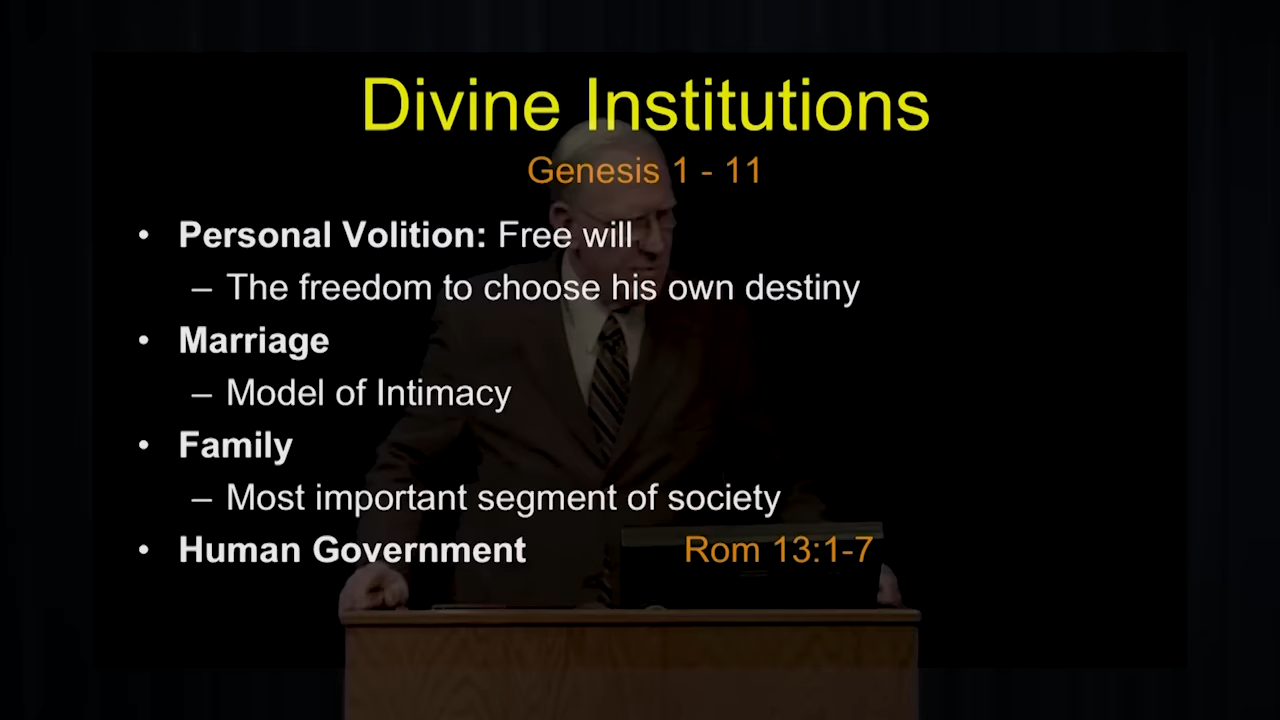 Divine Institutions
Genesis 1 - 11
• Personal Volition: Free will
– The freedom to choose his own destiny
• Marriage
– Model of Intimacy
• Family
– Most important segment of society
• Human Government Rom 13:1-7